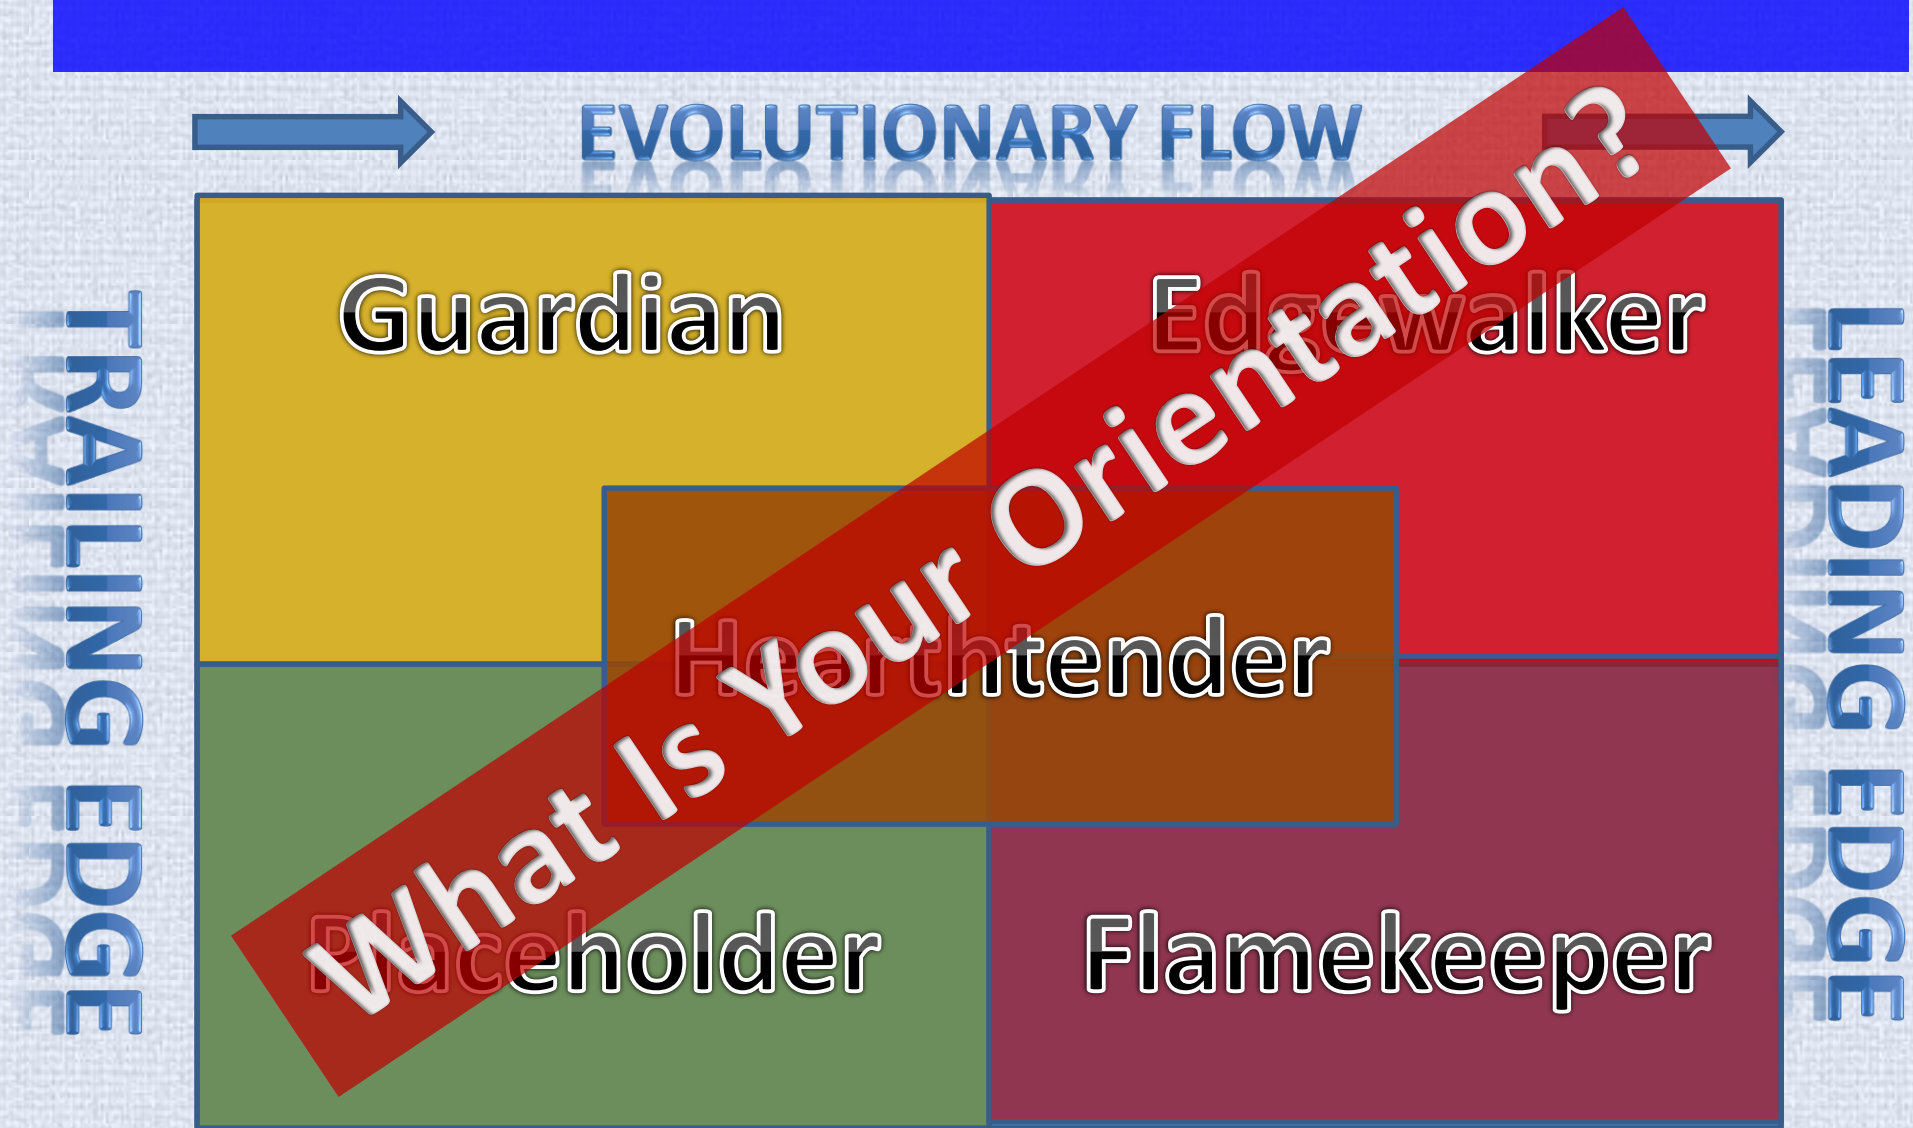 EVOLUTIONARY FLOW
TRAILING EDGE
LEADING EDGE
Guardian
Edgewalker
Hearthtender
Placeholder
Flamekeeper
What Is Your Orientation?